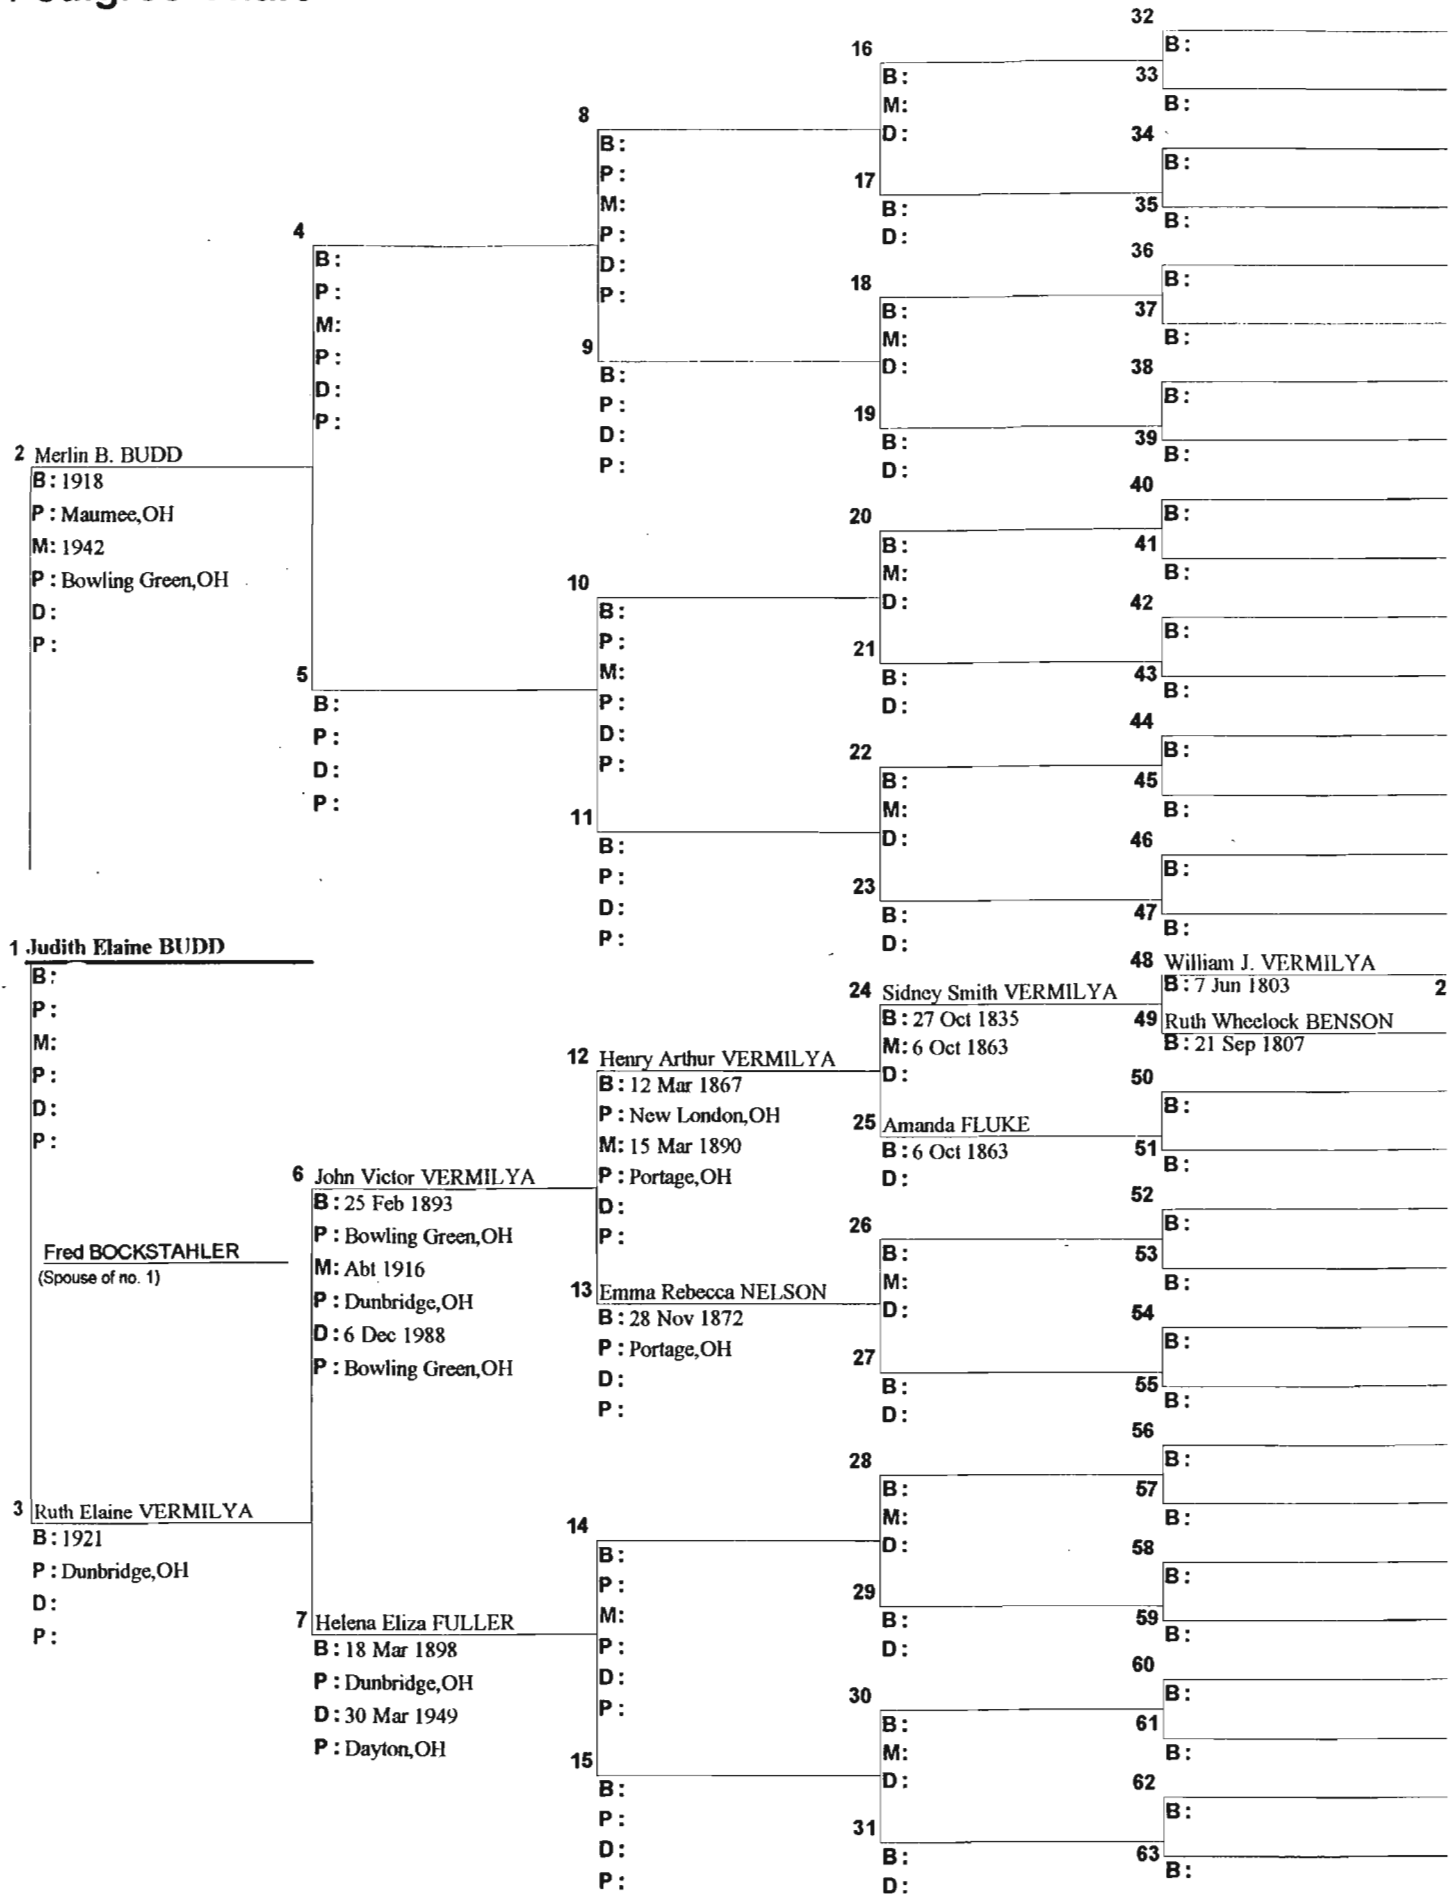 Pedigree Chart
2 Merlin B. BUDD
B: 1918
P: Maumee,OH
M: 1942
P: Bowling Green,OH
D:
P:
1 Judith Elaine BUDD
B:
P:
M:
P:
D:
P:
Fred BOCKSTAHLER
(Spouse of no. 1)
3 Ruth Elaine VERMILYA
B: 1921
P: Dunbridge,OH
D:
P:
4
B:
P:
M:
P:
D:
P:
5
B:
P:
D:
P:
6 John Victor VERMILYA
B: 25 Feb 1893
P: Bowling Green,OH
M: Abt 1916
P: Dunbridge,OH
D: 6 Dec 1988
P: Bowling Green,OH
7 Helena Eliza FULLER
B: 18 Mar 1898
P: Dunbridge,OH
D: 30 Mar 1949
P: Dayton,OH
8
B:
P:
M:
P:
D:
P:
9
B:
P:
D:
P:
10
B:
P:
M:
P:
D:
P:
11
B:
P:
D:
P:
12 Henry Arthur VERMILYA
B: 12 Mar 1867
P: New London,OH
M: 15 Mar 1890
P: Portage,OH
D:
P:
13 Emma Rebecca NELSON
B: 28 Nov 1872
P: Portage,OH
D:
P:
14
B:
P:
M:
P:
D:
P:
15
B:
P:
D:
P:
16
B:
M:
D:
17
B:
D:
18
B:
M:
D:
19
B:
D:
20
B:
M:
D:
21
B:
D:
22
B:
M:
D:
23
B:
D:
24 Sidney Smith VERMILYA
B: 27 Oct 1835
M: 6 Oct 1863
D:
25 Amanda FLUKE
B: 6 Oct 1863
D:
26
B:
M:
D:
27
B:
D:
28
B:
M:
D:
29
B:
D:
30
B:
M:
D:
31
B:
D:
32
B:
33
B:
34
B:
35
B:
36
B:
37
B:
38
B:
39
B:
40
B:
41
B:
42
B:
43
B:
44
B:
45
B:
46
B:
47
B:
48 William J. VERMILYA
B: 7 Jun 1803 2
49 Ruth Wheelock BENSON
B: 21 Sep 1807
50
B:
51
B:
52
B:
53
B:
54
B:
55
B:
56
B:
57
B:
58
B:
59
B:
60
B:
61
B:
62
B:
63
B: